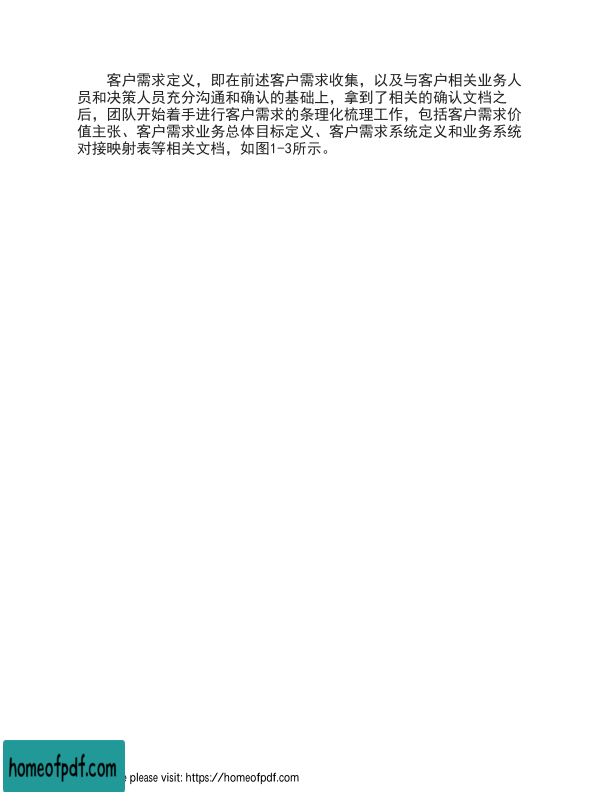 客户需求定义，即在前述客户需求收集，以及与客户相关业务人
员和决策人员充分沟通和确认的基础上，拿到了相关的确认文档之
后，团队开始着手进行客户需求的条理化梳理工作，包括客户需求价
值主张、客户需求业务总体目标定义、客户需求系统定义和业务系统
对接映射表等相关文档，如图1-3所示。
homeofpdf.com
e please visit: https://homeofpdf.com